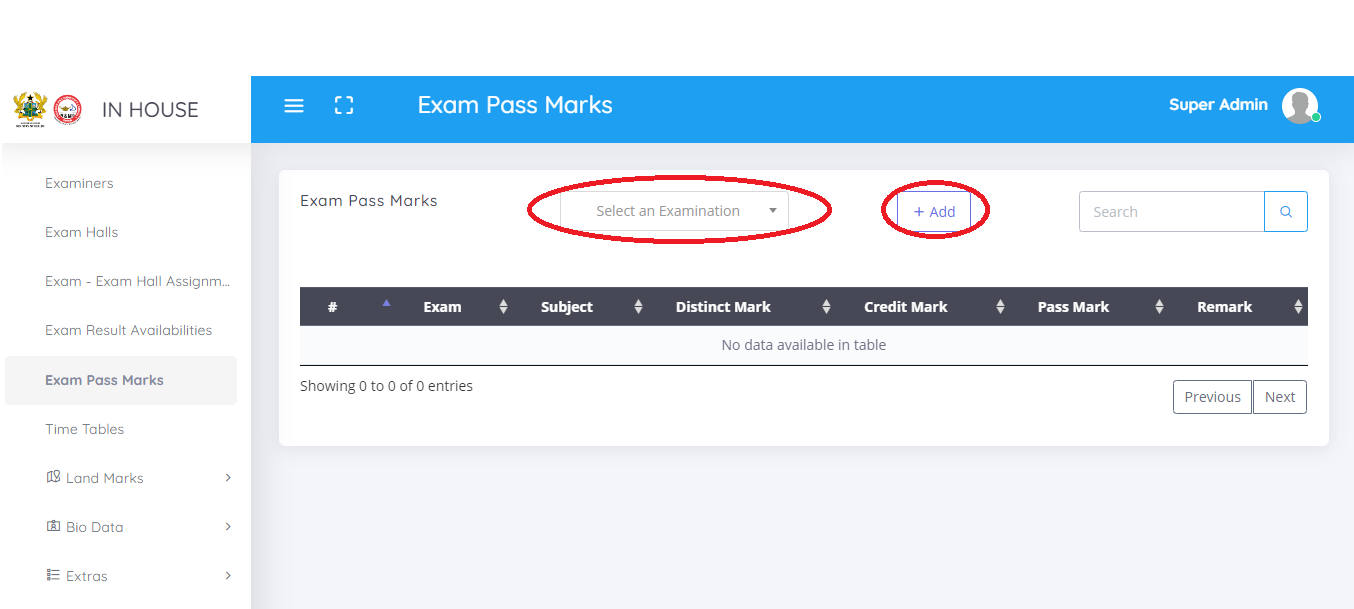 IN HOUSE
Exam Pass Marks
Super Admin
Examiners
Exam Halls
Exam - Exam Hall Assignm...
Exam Result Availabilities
Exam Pass Marks
Time Tables
Land Marks
Bio Data
Extras
Exam Pass Marks
Select an Examination
+ Add
Search
# Exam Subject Distinct Mark Credit Mark Pass Mark Remark
No data available in table
Showing 0 to 0 of 0 entries
Previous Next